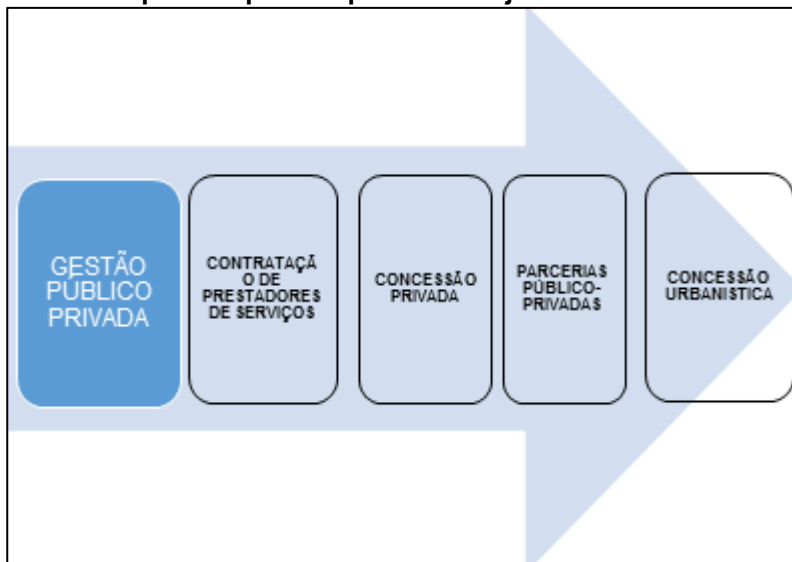 GESTÃO
PÚBLICO
PRIVADA
CONTRATAÇÃ
O DE
PRESTADORES
DE SERVIÇOS
CONCESSÃO
PRIVADA
PARCERIAS
PÚBLICO-
PRIVADAS
CONCESSÃO
URBANISTICA